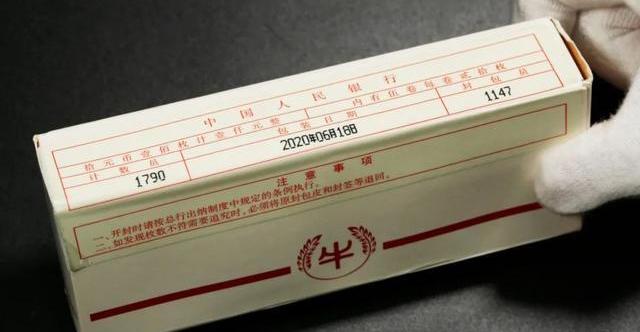 中国人民银行
拾元币壹佰枚计壹仟元整 内有伍卷每卷贰拾枚
计数员 包装日期 封包员
1790 2020年06月18日 1147
注意事项
一、开封时请按总行出纳制度中规定的条例执行。
二、如发现枚数不符需要追究时，必须将原封包皮和封签等退回。
牛